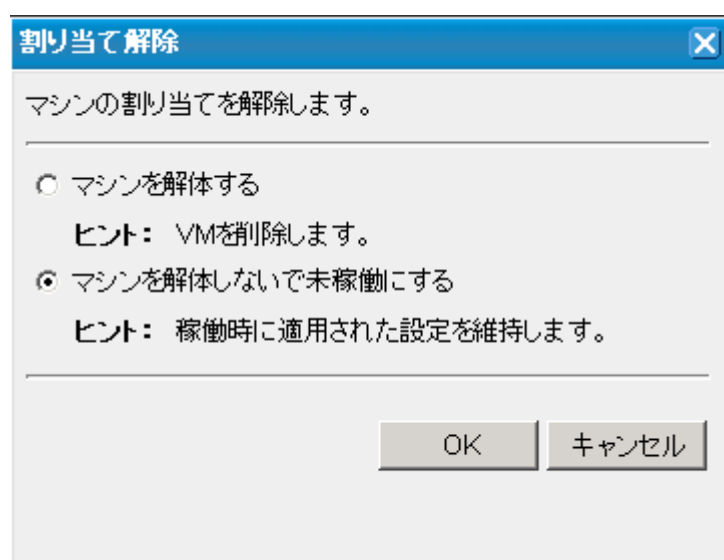 割り当て解除
マシンの割り当てを解除します。
マシンを解体する
ヒント： VMを削除します。
マシンを解体しないで未稼働にする
ヒント： 稼働時に適用された設定を維持します。
OK キャンセル